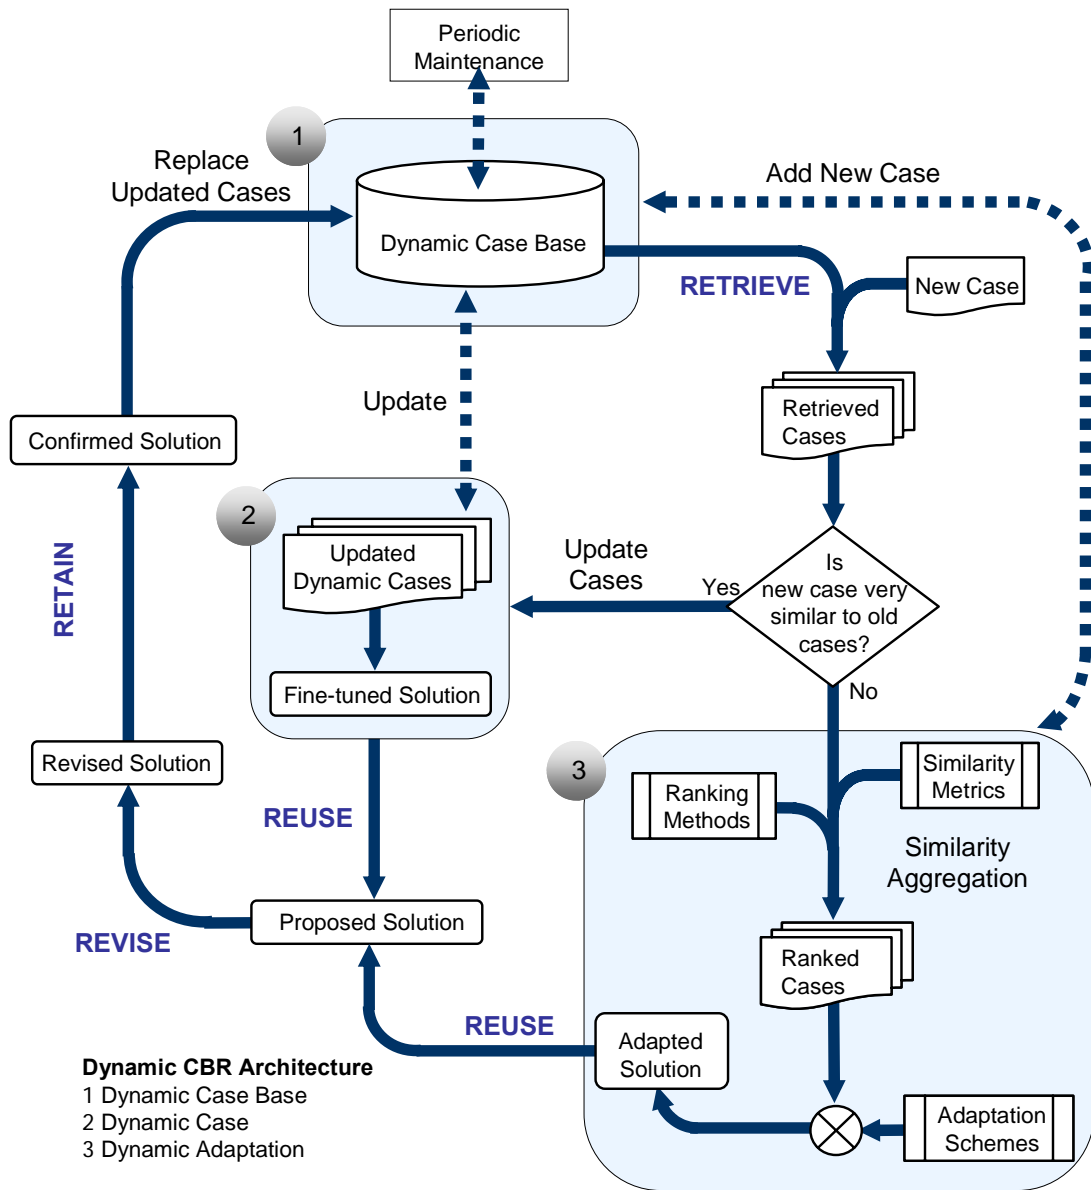 Periodic
Maintenance
1
Replace
Updated Cases
Add New Case
Dynamic Case Base
RETRIEVE
New Case
Update
Retrieved
Cases
Confirmed Solution
2
Updated
Dynamic Cases
Update
Cases
Yes
Is
new case very
similar to old
cases?
No
RETAIN
Fine-tuned Solution
Revised Solution
3
Ranking
Methods
Similarity
Metrics
REUSE
Similarity
Aggregation
Proposed Solution
REVISE
Ranked
Cases
REUSE
Adapted
Solution
Adaptation
Schemes
Dynamic CBR Architecture
1 Dynamic Case Base
2 Dynamic Case
3 Dynamic Adaptation